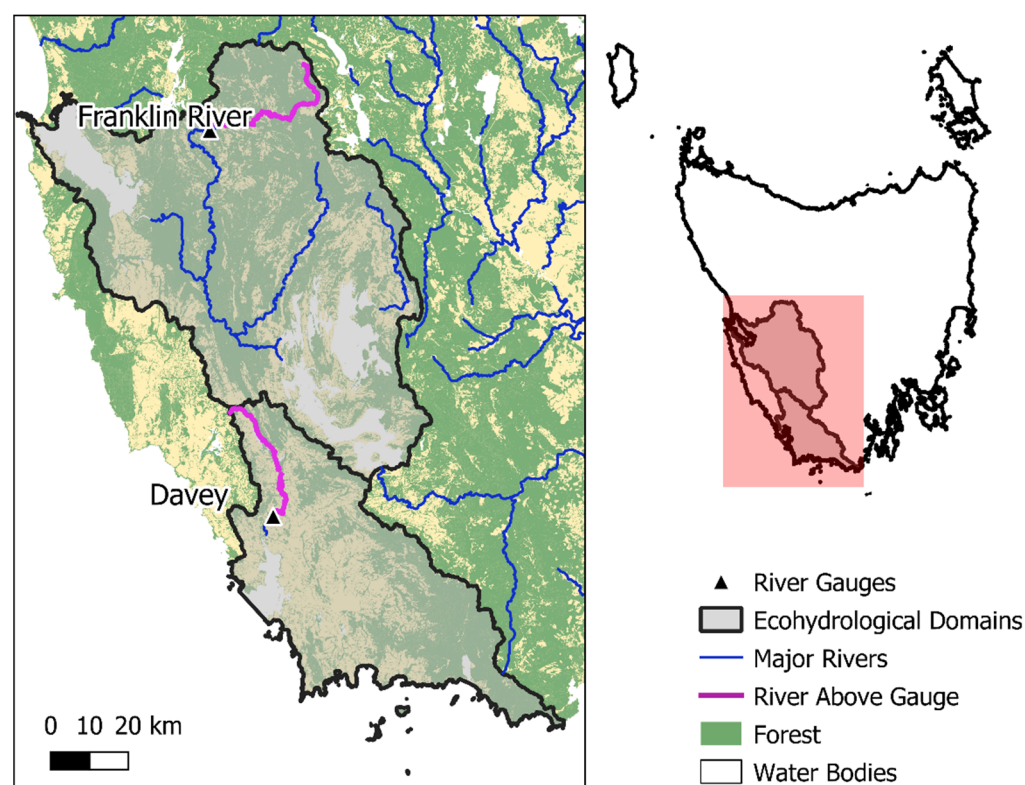 Franklin River
Davey
0 10 20 km
River Gauges
Ecohydrological Domains
Major Rivers
River Above Gauge
Forest
Water Bodies